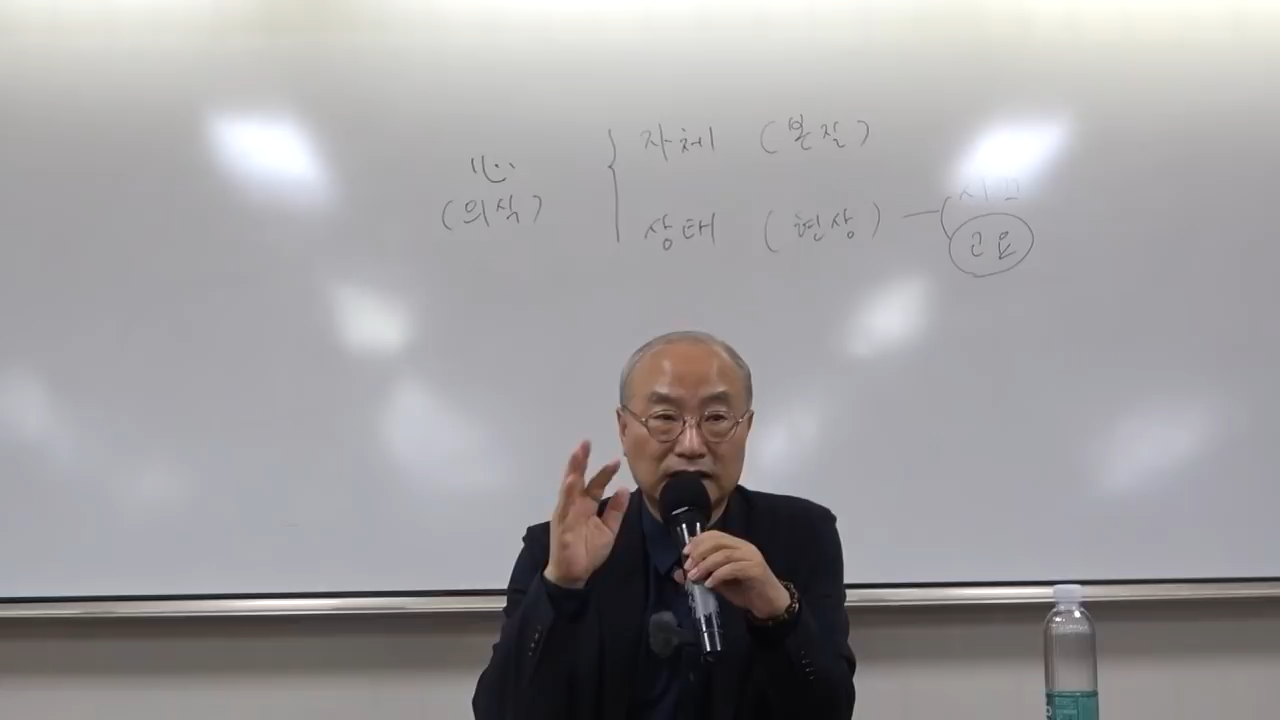 心 { 자체 (본질)
(의식) 상태 (현상) — 고요